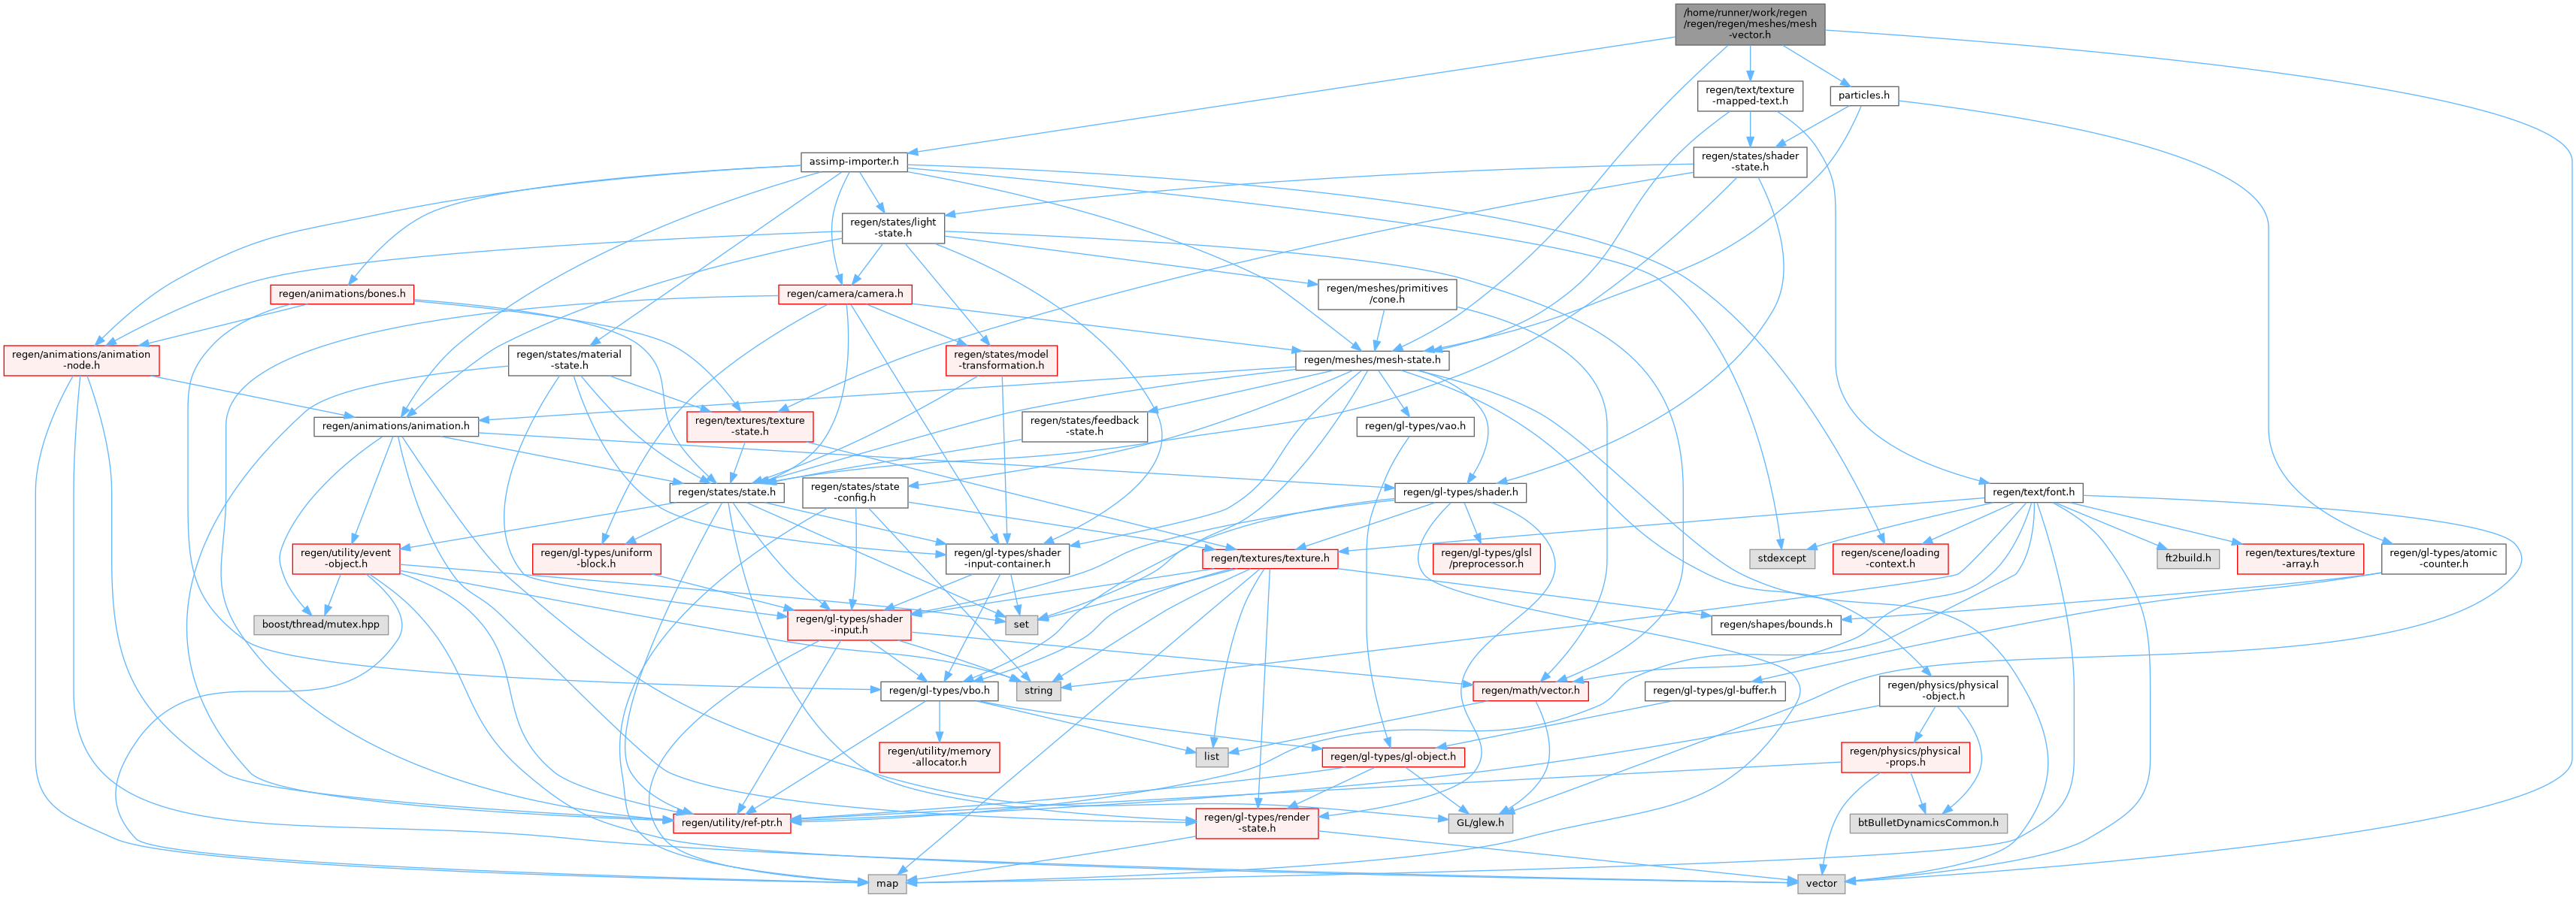 /home/runner/work/regen
/regen/regen/meshes/mesh
-vector.h
regen/text/texture
-mapped-text.h
particles.h
assimp-importer.h
regen/states/shader
-state.h
regen/states/light
-state.h
regen/animations/bones.h
regen/camera/camera.h
regen/meshes/primitives
/cone.h
regen/animations/animation
-node.h
regen/states/material
-state.h
regen/states/model
-transformation.h
regen/meshes/mesh-state.h
regen/animations/animation.h
regen/textures/texture
-state.h
regen/states/feedback
-state.h
regen/gl-types/vao.h
regen/states/state.h
regen/states/state
-config.h
regen/gl-types/shader.h
regen/text/font.h
regen/utility/event
-object.h
regen/gl-types/uniform
-block.h
regen/gl-types/shader
-input-container.h
regen/textures/texture.h
regen/gl-types/glsl
/preprocessor.h
stdexcept
regen/scene/loading
-context.h
ft2build.h
regen/textures/texture
-array.h
regen/gl-types/atomic
-counter.h
boost/thread/mutex.hpp
regen/gl-types/shader
-input.h
set
regen/shapes/bounds.h
regen/gl-types/vbo.h
string
regen/math/vector.h
regen/gl-types/gl-buffer.h
regen/physics/physical
-object.h
regen/utility/memory
-allocator.h
list
regen/gl-types/gl-object.h
regen/physics/physical
-props.h
regen/utility/ref-ptr.h
regen/gl-types/render
-state.h
GL/glew.h
btBulletDynamicsCommon.h
map
vector